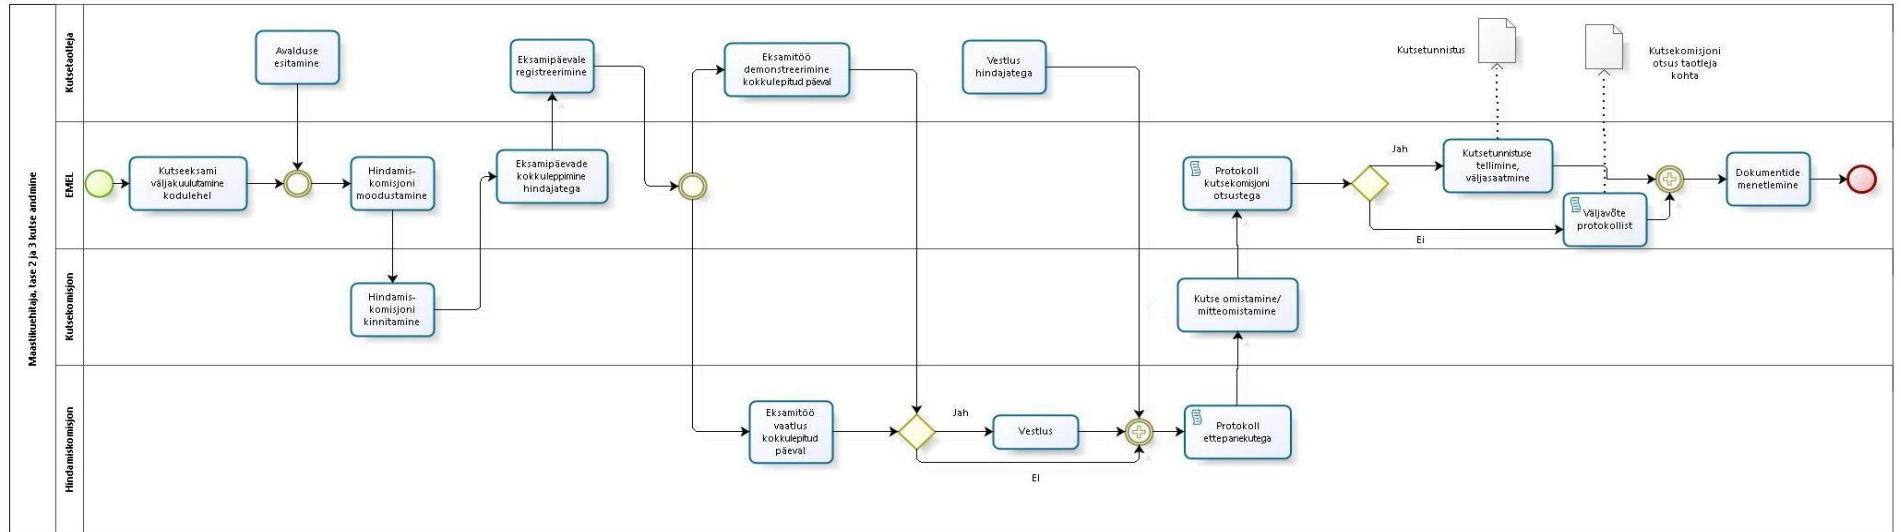 Maastikuehitaja, tase 2 ja 3 kutse andmine
Kutsetaotleja
Avalduse
esitamine
Eksamipäevale
registreerimine
Eksamitöö
demonstreerimine
kokkulepitud päeval
Vestlus
hindajatega
Kutsetunnistus
Kutsekomisjoni
otsus taotleja
kohta
EMEL
Kutseeksami
väljakuulutamine
kodulehel
Hindamis-
komisjoni
moodustamine
Eksamipäevade
kokkuleppimine
hindajatega
Protokoll
kutsekomisjoni
otsustega
Jah
Ei
Kutsetunnistuse
tellimine,
väljasaatmine
Väljavõte
protokollist
Dokumentide
menetlemine
Kutsekomisjon
Hindamis-
komisjoni
kinnitamine
Kutse omistamine/
mitteomistamine
Hindamiskomisjon
Eksamitöö
vaatlus
kokkulepitud
päeval
Jah
Vestlus
EI
Protokoll
ettepanekutega